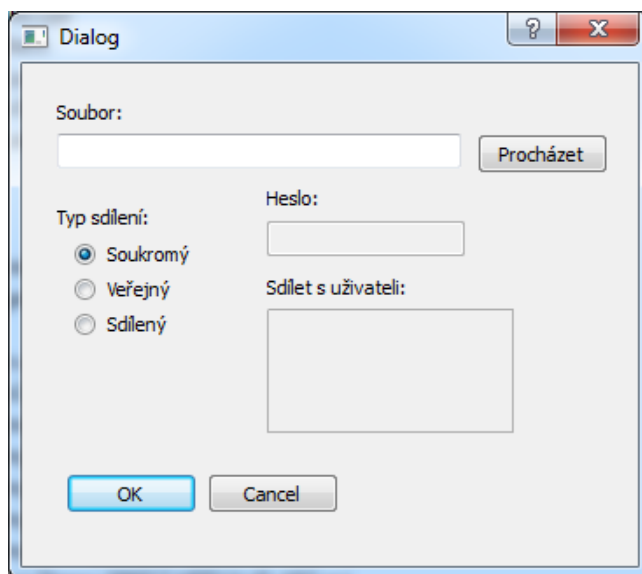 Dialog
Soubor:
Procházet
Typ sdílení:
Soukromý
Veřejný
Sdílený
Heslo:
Sdílet s uživateli:
OK
Cancel